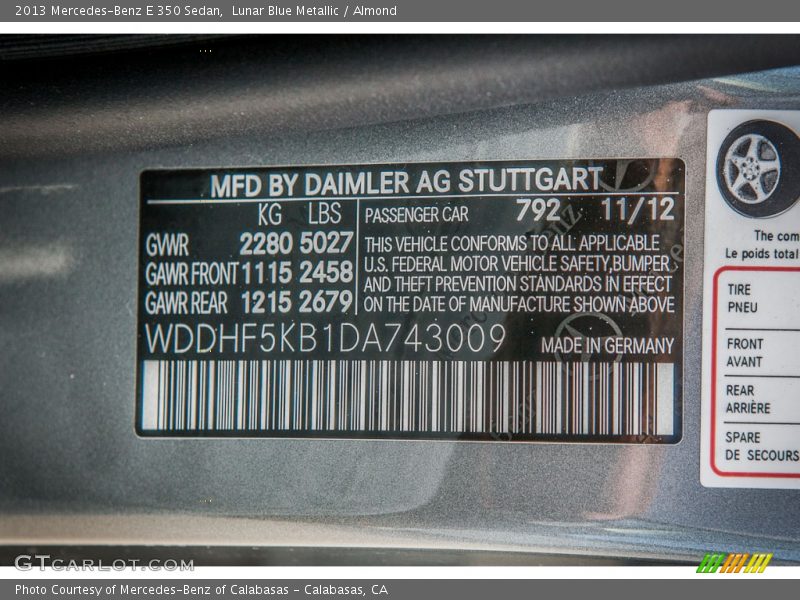 2013 Mercedes-Benz E 350 Sedan, Lunar Blue Metallic / Almond
MFD BY DAIMLER AG STUTTGART
KG LBS
GWR 2280 5027
GAWR FRONT 1115 2458
GAWR REAR 1215 2679
PASSENGER CAR 792 11/12
THIS VEHICLE CONFORMS TO ALL APPLICABLE
U.S. FEDERAL MOTOR VEHICLE SAFETY, BUMPER
AND THEFT PREVENTION STANDARDS IN EFFECT
ON THE DATE OF MANUFACTURE SHOWN ABOVE
WDDHF5KB1DA743009 MADE IN GERMANY
The com
Le poids total
TIRE
PNEU
FRONT
AVANT
REAR
ARRIÈRE
SPARE
DE SECOURS
GTCARLOT.COM
Photo Courtesy of Mercedes-Benz of Calabasas - Calabasas, CA